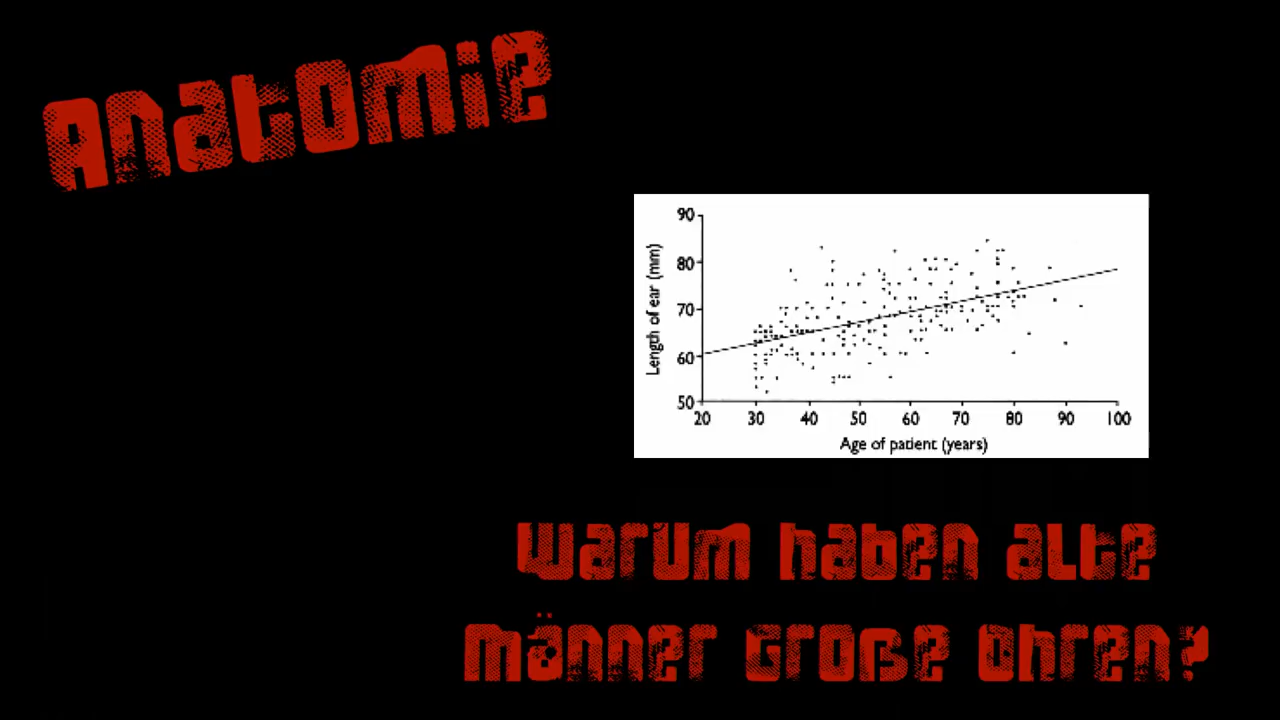 Anatomie
90
80
70
60
50
Length of ear (mm)
20 30 40 50 60 70 80 90 100
Age of patient (years)
Warum haben alte
Männer große Ohren?